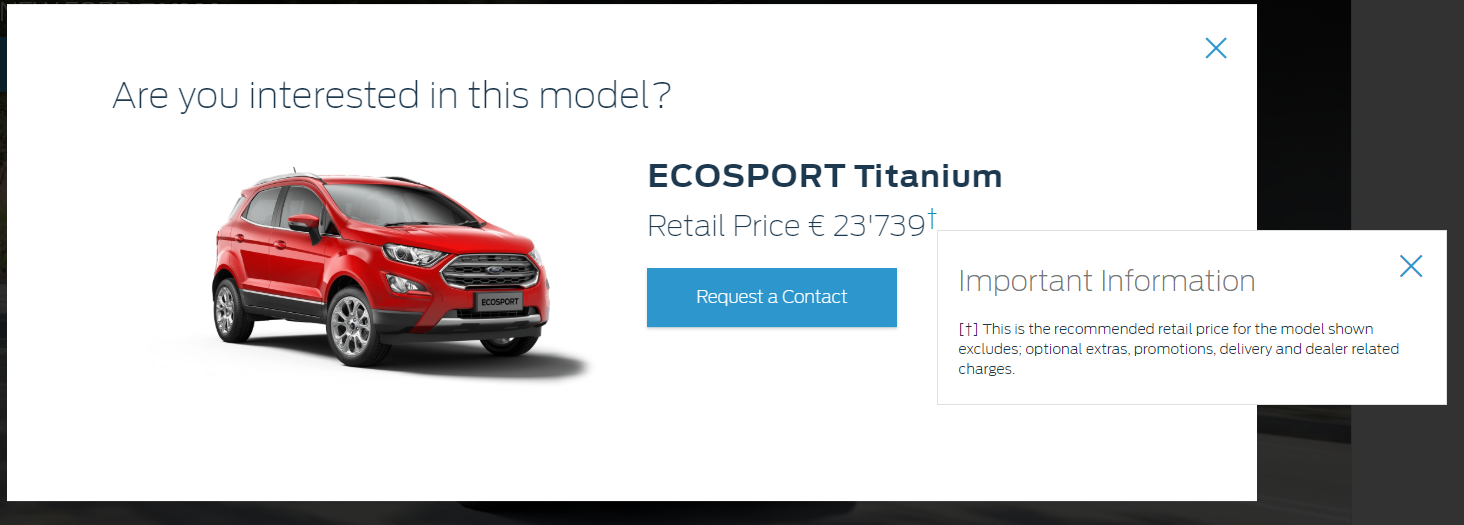 Are you interested in this model?
ECOSPORT Titanium
Retail Price € 23'739†
Request a Contact
ECOSPORT
Important Information
[†] This is the recommended retail price for the model shown
excludes; optional extras, promotions, delivery and dealer related
charges.